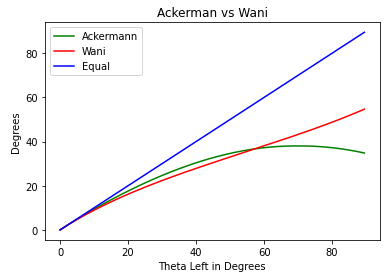 Ackerman vs Wani
Ackermann
Wani
Equal
Degrees
80
60
40
20
0
0
20
40
60
80
Theta Left in Degrees